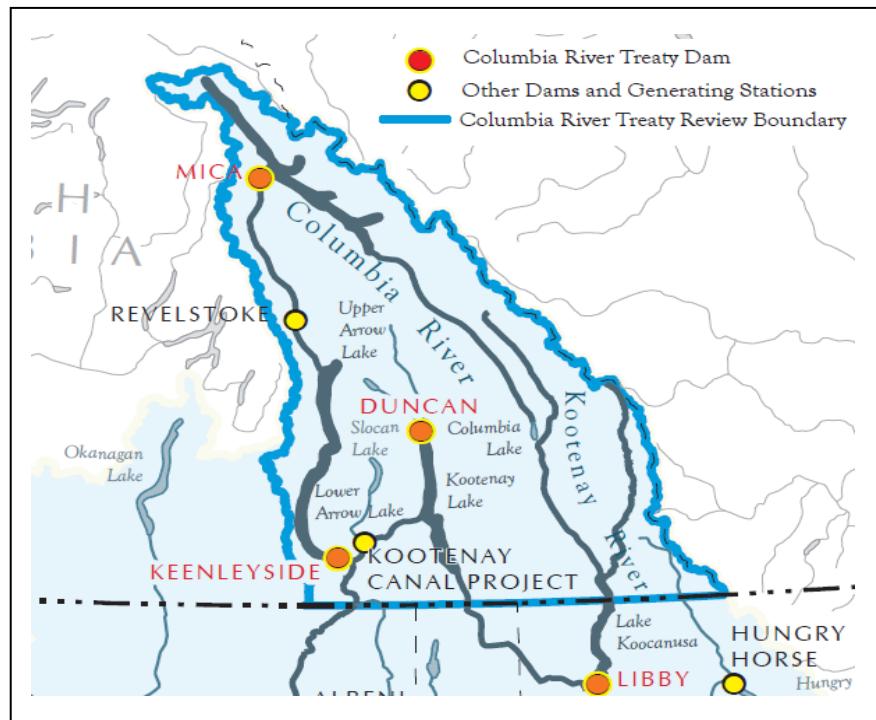 Columbia River Treaty Dam
Other Dams and Generating Stations
Columbia River Treaty Review Boundary
MICA
H
B I A
Columbia
River
REVELSTOKE
Upper
Arrow
Lake
DUNCAN
Slocan
Lake
Columbia
Lake
Kootenay
River
Okanagan
Lake
Kootenay
Lake
Lower
Arrow Lake
KEENLEYSIDE
KOOTENAY
CANAL PROJECT
Lake
Koocanusa
HUNGRY
HORSE
LIBBY
Hungry